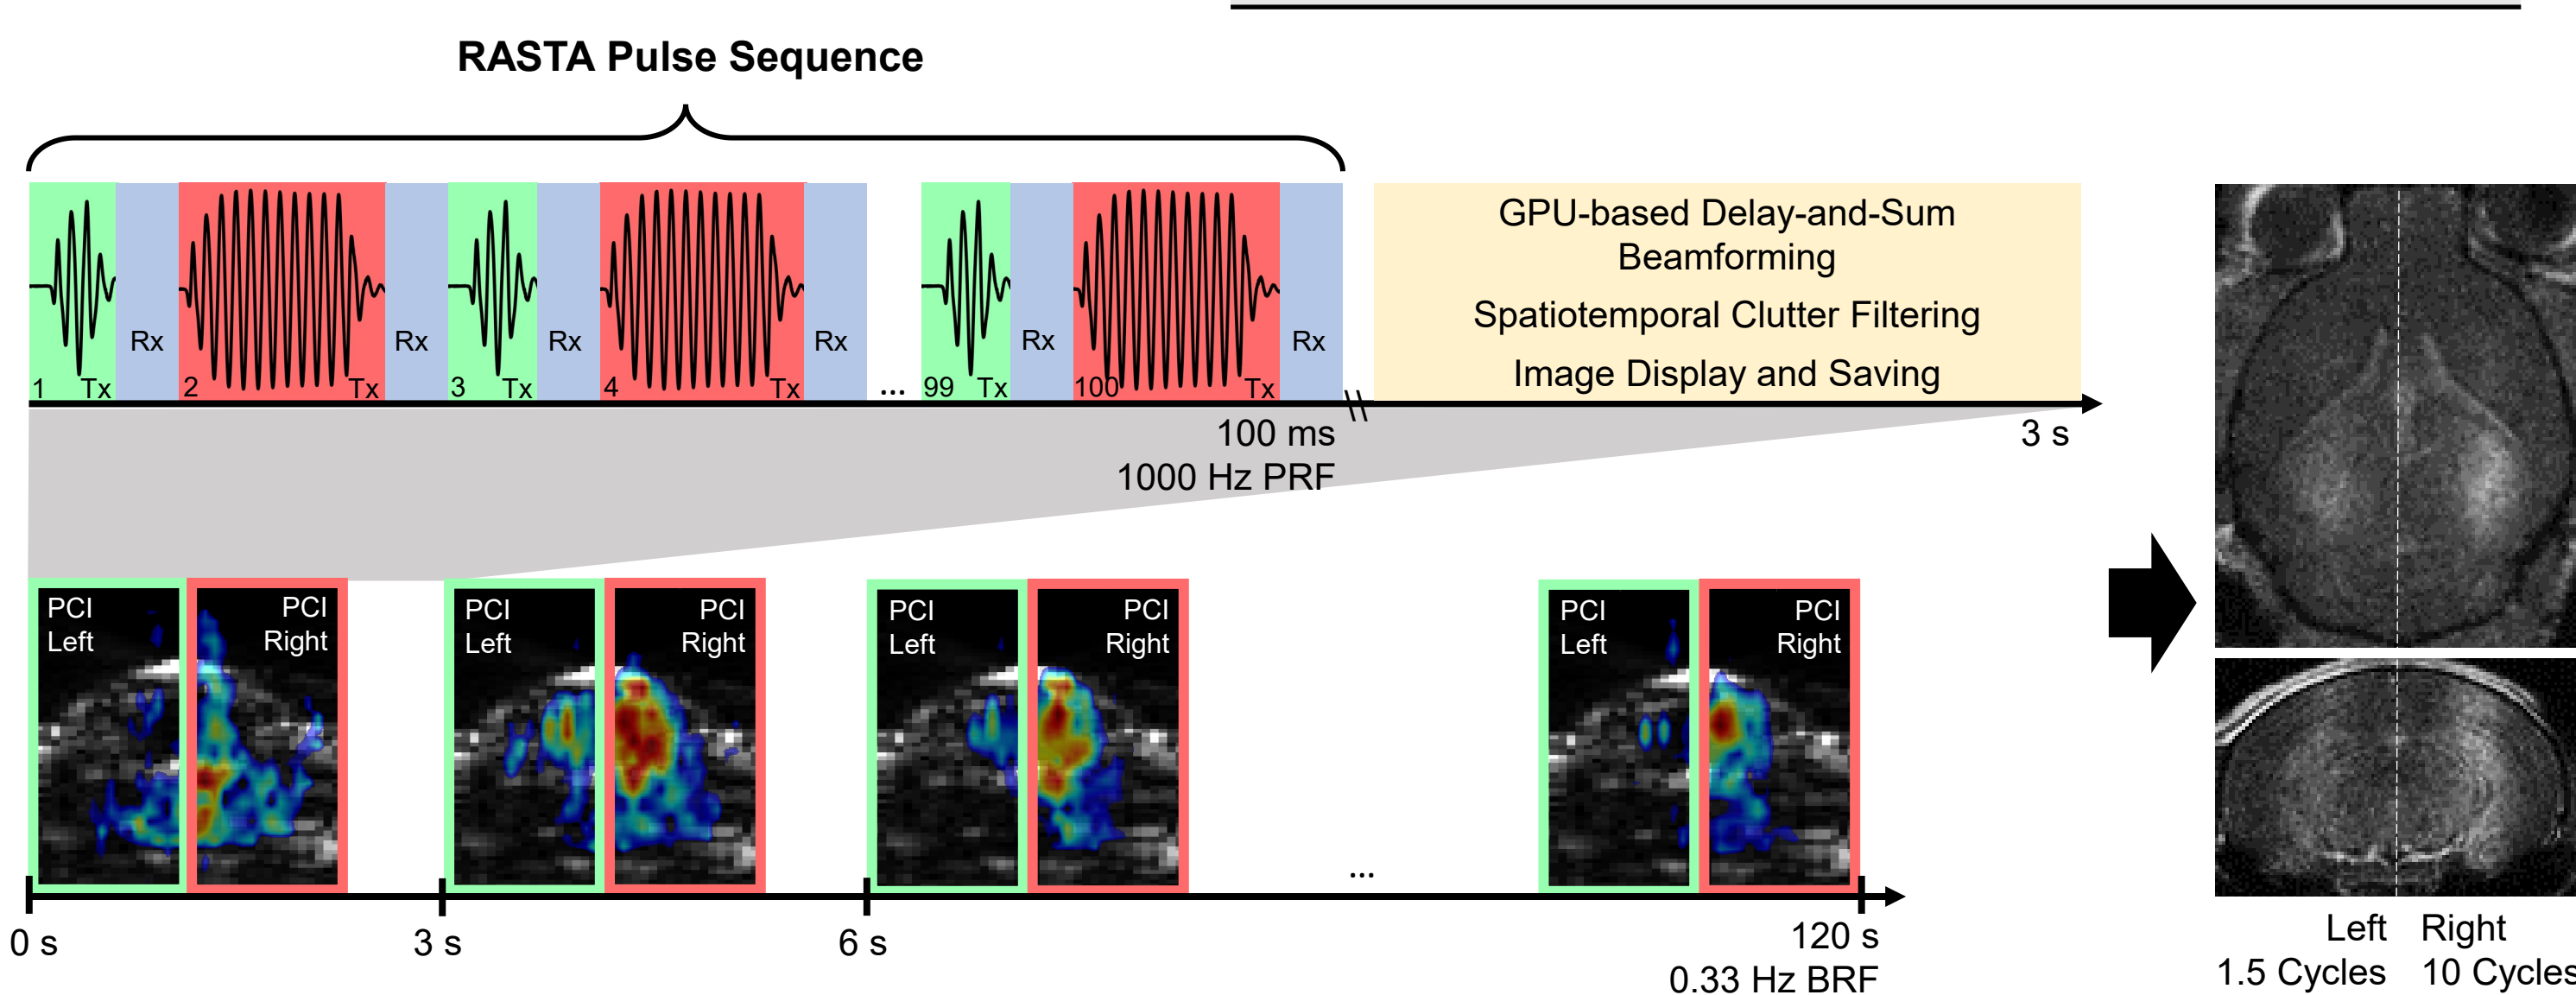 RASTA Pulse Sequence
1 Tx
Rx
2 Tx
Rx
3 Tx
Rx
4 Tx
Rx
...
99 Tx
Rx
100 Tx
Rx
GPU-based Delay-and-Sum
Beamforming
Spatiotemporal Clutter Filtering
Image Display and Saving
100 ms
1000 Hz PRF
3 s
PCI
Left
PCI
Right
PCI
Left
PCI
Right
PCI
Left
PCI
Right
...
PCI
Left
PCI
Right
0 s
3 s
6 s
120 s
0.33 Hz BRF
Left Right
1.5 Cycles 10 Cycles